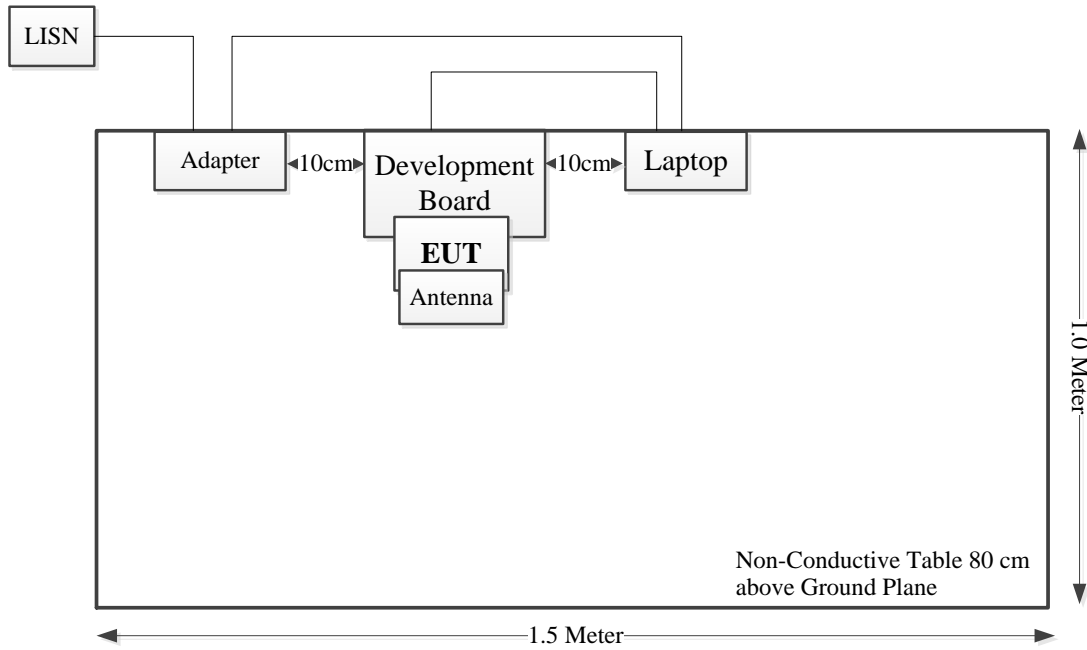 LISN
Adapter
10cm
Development
Board
10cm
Laptop
EUT
Antenna
1.0 Meter
Non-Conductive Table 80 cm
above Ground Plane
1.5 Meter